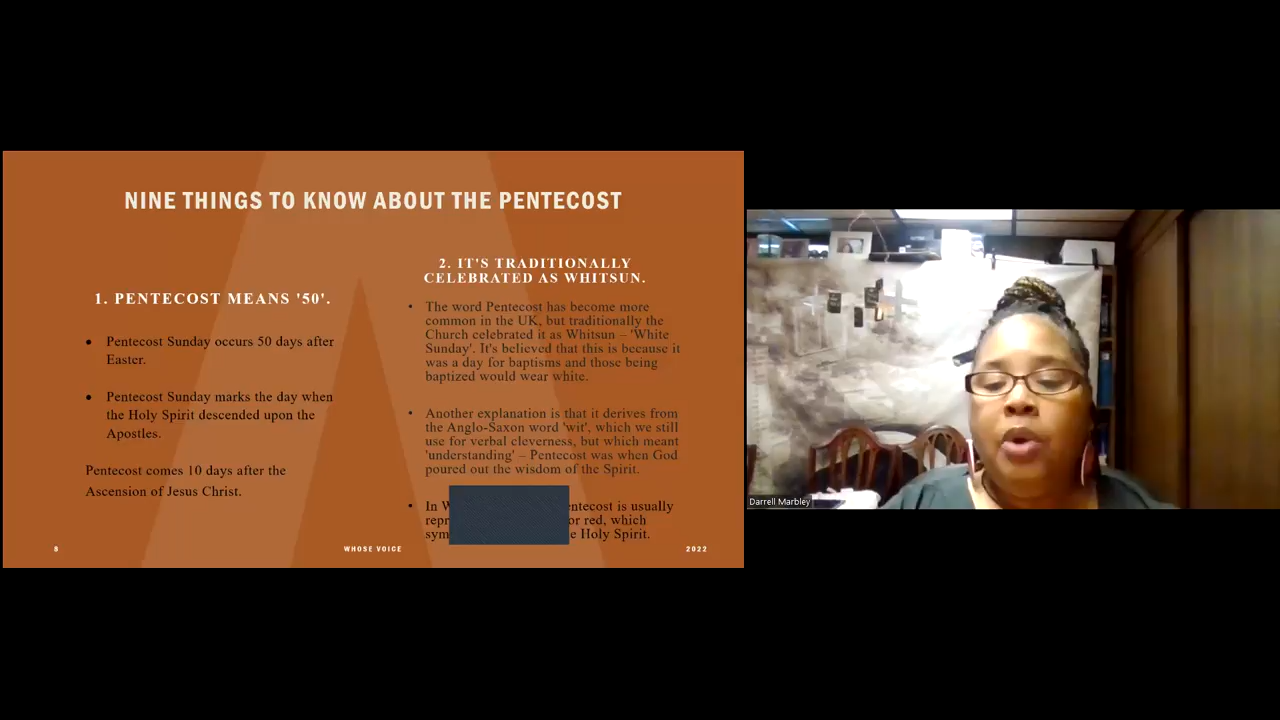 NINE THINGS TO KNOW ABOUT THE PENTECOST
1. PENTECOST MEANS '50'.
● Pentecost Sunday occurs 50 days after
Easter.
● Pentecost Sunday marks the day when
the Holy Spirit descended upon the
Apostles.
Pentecost comes 10 days after the
Ascension of Jesus Christ.
2. IT'S TRADITIONALLY
CELEBRATED AS WHITSUN.
• The word Pentecost has become more
common in the UK, but traditionally the
Church celebrated it as Whitsun – 'White
Sunday'. It's believed that this is because it
was a day for baptisms and those being
baptized would wear white.
• Another explanation is that it derives from
the Anglo-Saxon word 'wit', which we still
use for verbal cleverness, but which meant
'understanding' – Pentecost was when God
poured out the wisdom of the Spirit.
• In is usually
red, which
Holy Spirit.
8
WHOSE VOICE
2022
Darrell Marbley